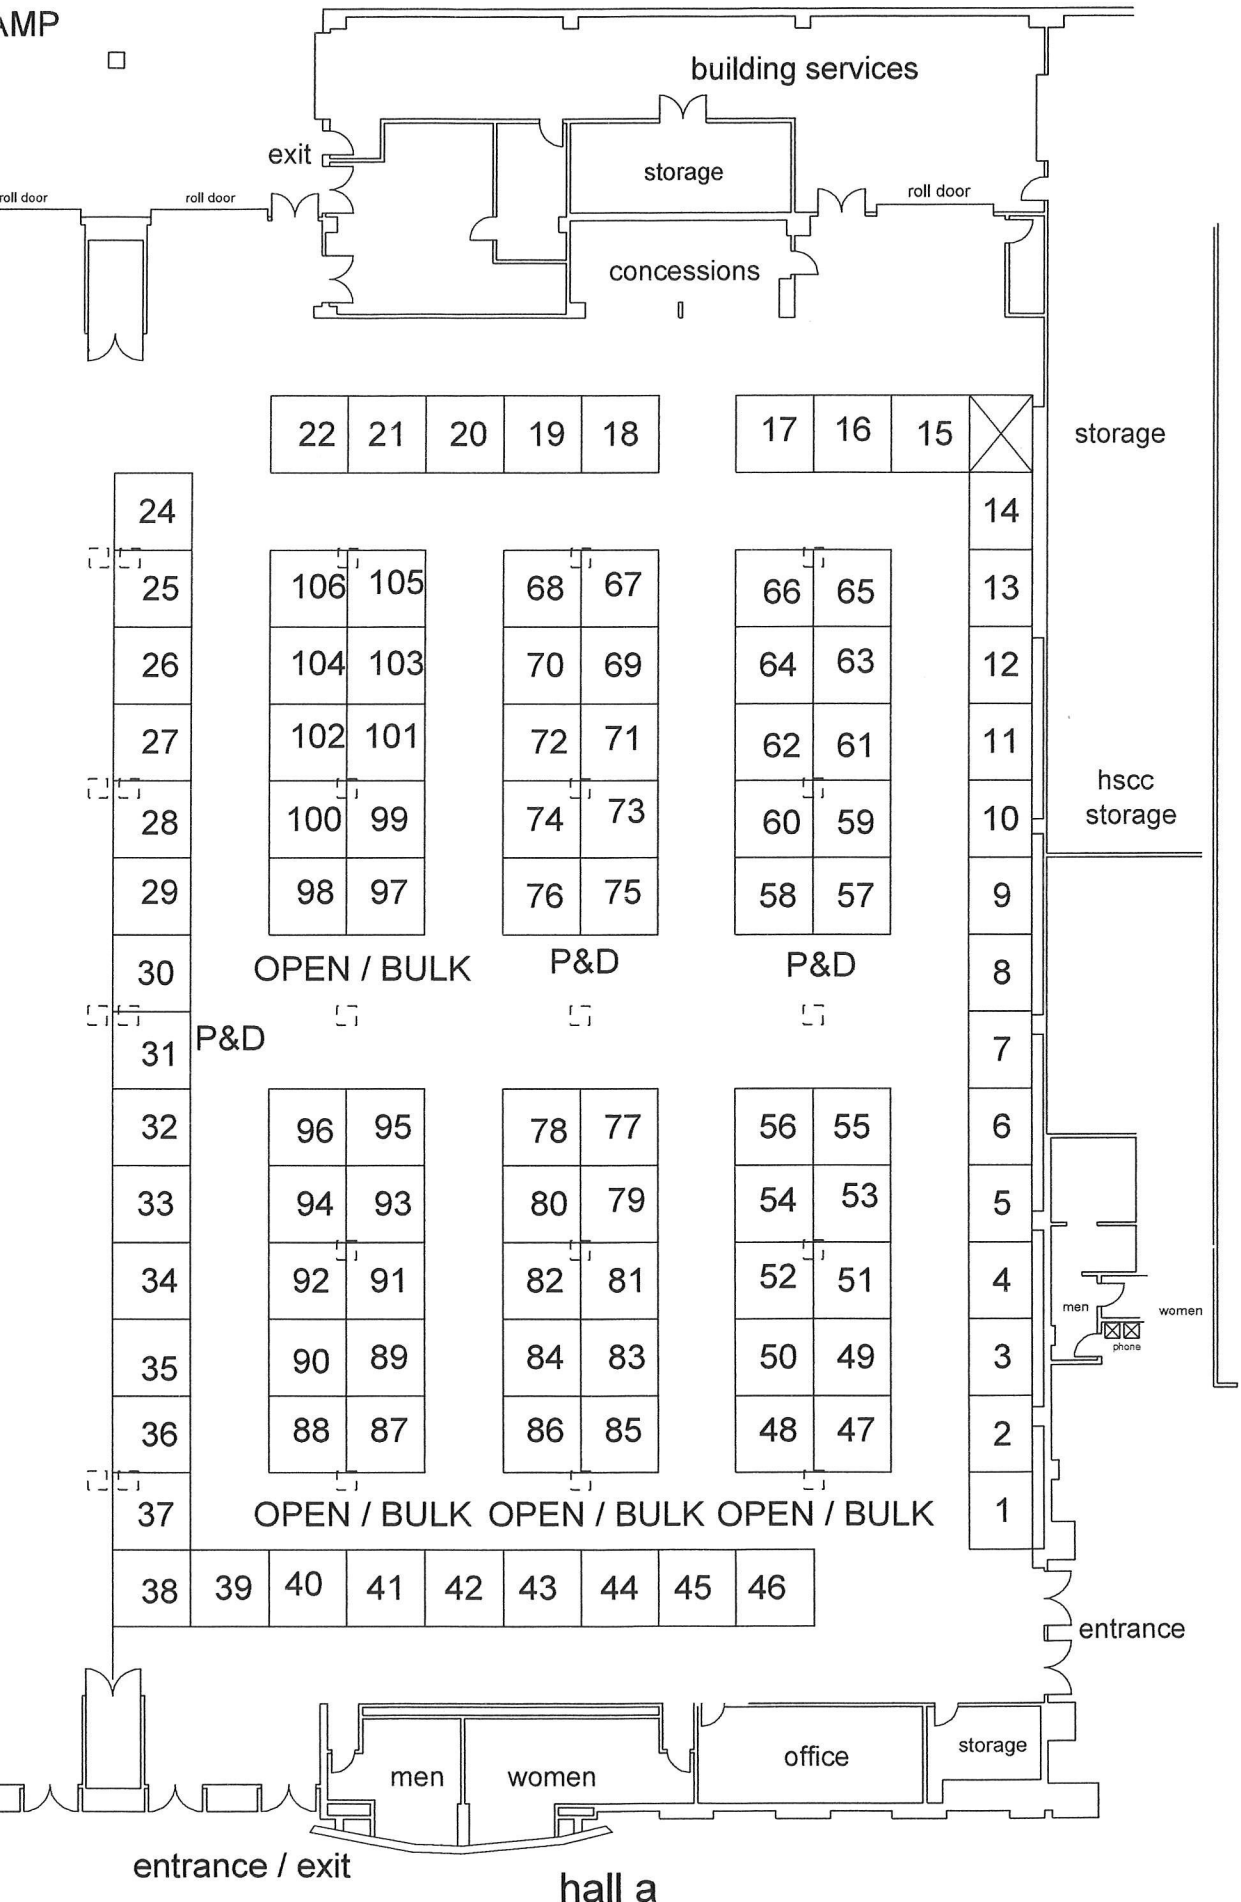 AMP
building services
exit
storage
roll door
roll door
roll door
concessions
22 21 20 19 18 17 16 15
storage
24 14
25 106 105 68 67 66 65 13
26 104 103 70 69 64 63 12
27 102 101 72 71 62 61 11
hscc
storage
28 100 99 74 73 60 59 10
29 98 97 76 75 58 57 9
OPEN / BULK P&D P&D
30 8
P&D
31 7
32 96 95 78 77 56 55 6
33 94 93 80 79 54 53 5
34 92 91 82 81 52 51 4
men women
phone
35 90 89 84 83 50 49 3
36 88 87 86 85 48 47 2
37 OPEN / BULK OPEN / BULK OPEN / BULK 1
38 39 40 41 42 43 44 45 46
entrance
men women office storage
entrance / exit
hall a